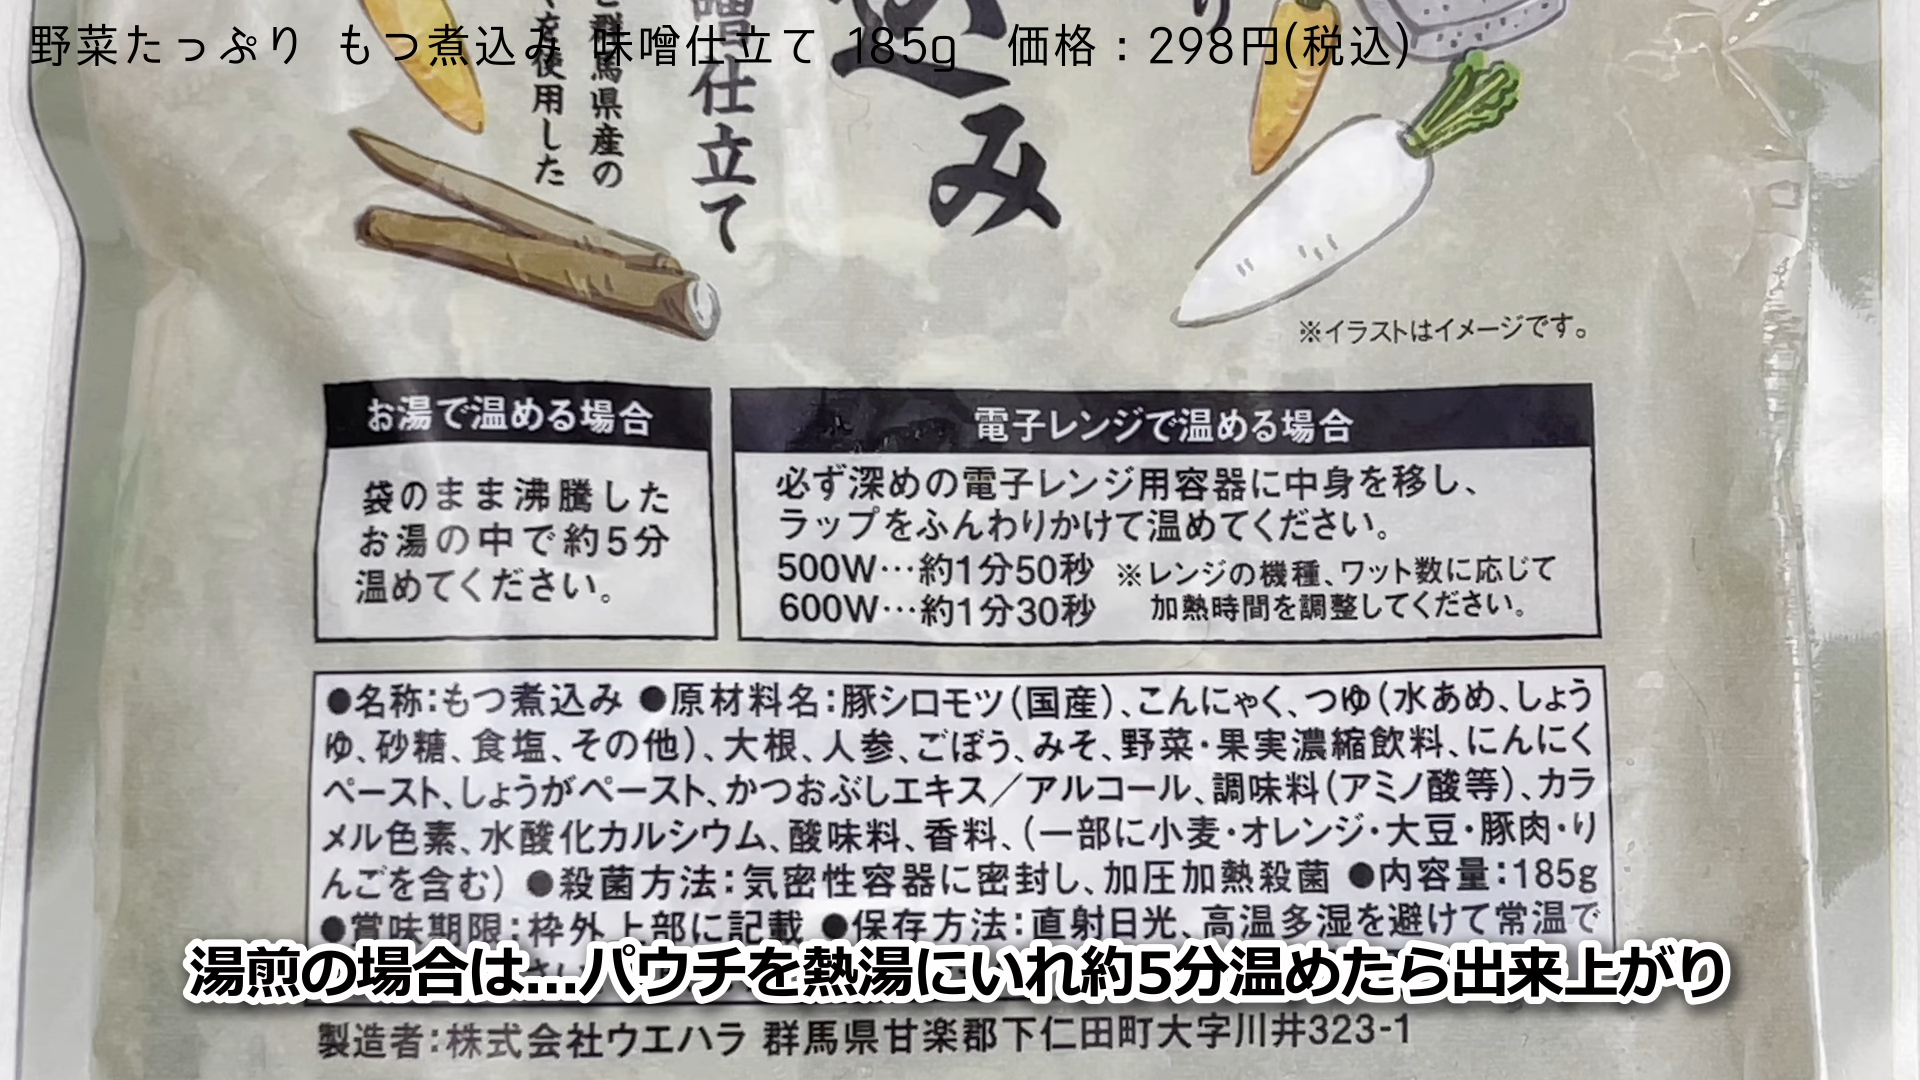 野菜たっぷり もつ煮込み 味噌仕立て 185g 価格：298円(税込)
込み
噌仕立て
群馬県産の
を使用した
※イラストはイメージです。
お湯で温める場合
袋のまま沸騰した
お湯の中で約5分
温めてください。
電子レンジで温める場合
必ず深めの電子レンジ用容器に中身を移し、
ラップをふんわりかけて温めてください。
500W…約1分50秒
600W…約1分30秒
※レンジの機種、ワット数に応じて
加熱時間を調整してください。
●名称:もつ煮込み ●原材料名:豚シロモツ(国産)、こんにゃく、つゆ(水あめ、しょう
ゆ、砂糖、食塩、その他)、大根、人参、ごぼう、みそ、野菜・果実濃縮飲料、にんにく
ペースト、しょうがペースト、かつおぶしエキス／アルコール、調味料(アミノ酸等)、カラ
メル色素、水酸化カルシウム、酸味料、香料、(一部に小麦・オレンジ・大豆・豚肉・り
んごを含む) ●殺菌方法:気密性容器に密封し、加圧加熱殺菌 ●内容量:185g
●賞味期限:枠外上部に記載 ●保存方法:直射日光、高温多湿を避けて常温で
湯煎の場合は…パウチを熱湯にいれ約5分温めたら出来上がり
製造者:株式会社ウエハラ 群馬県甘楽郡下仁田町大字川井323-1